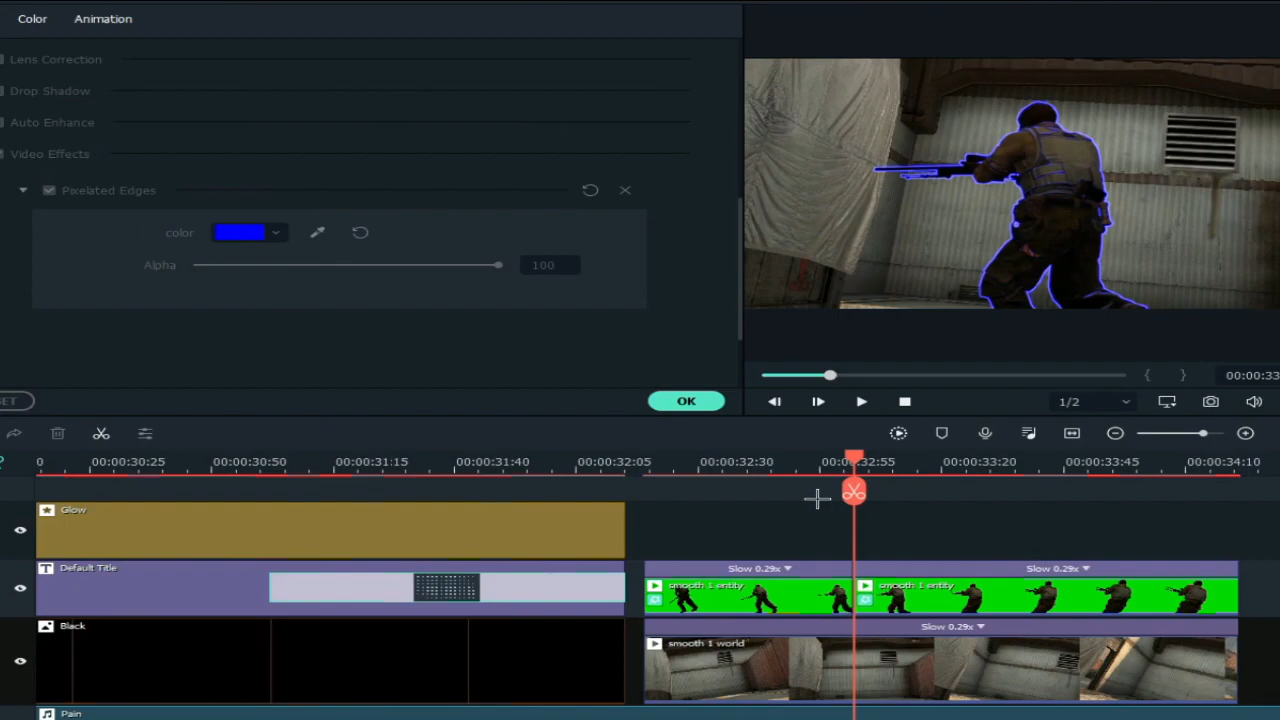 Color
Animation
Lens Correction
Drop Shadow
Auto Enhance
Video Effects
Pixelated Edges
color
Alpha
100
ET
OK
00:00:33
1/2
0
00:00:30:25
00:00:30:50
00:00:31:15
00:00:31:40
00:00:32:05
00:00:32:30
00:00:32:55
00:00:33:20
00:00:33:45
00:00:34:10
Glow
Default Title
Slow 0.29x
Slow 0.29x
smooth 1 entity
smooth 1 entity
Black
Slow 0.29x
smooth 1 world
Pain